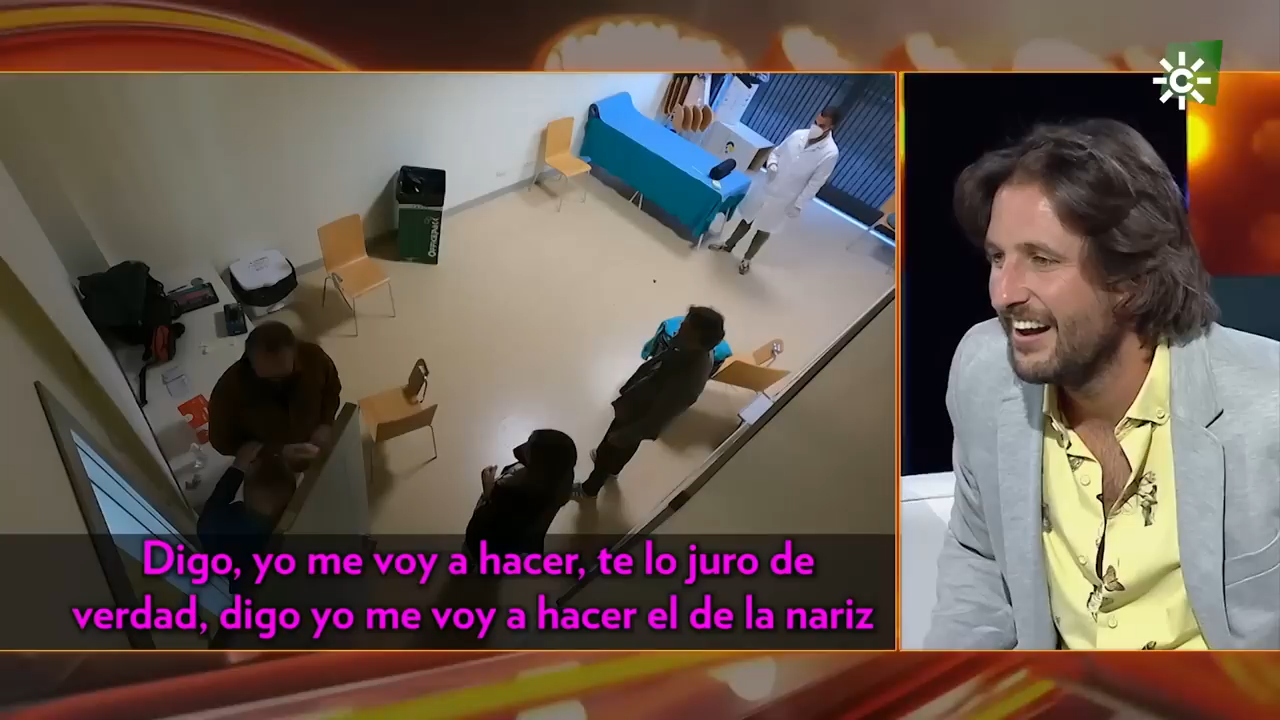 Digo, yo me voy a hacer, te lo juro de
verdad, digo yo me voy a hacer el de la nariz